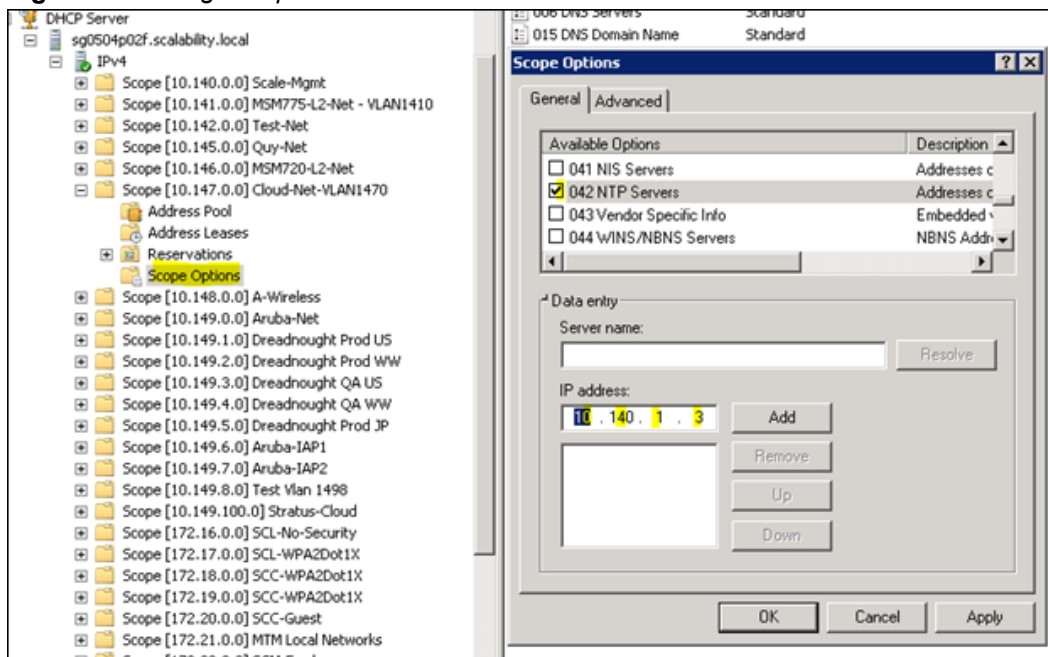 DHCP Server
sg0504p02f.scalability.local
IPv4
Scope [10.140.0.0] Scale-Mgmt
Scope [10.141.0.0] MSM775-L2-Net - VLAN1410
Scope [10.142.0.0] Test-Net
Scope [10.145.0.0] Quy-Net
Scope [10.146.0.0] MSM720-L2-Net
Scope [10.147.0.0] Cloud-Net-VLAN1470
Address Pool
Address Leases
Reservations
Scope Options
Scope [10.148.0.0] A-Wireless
Scope [10.149.0.0] Aruba-Net
Scope [10.149.1.0] Dreadnought Prod US
Scope [10.149.2.0] Dreadnought Prod WW
Scope [10.149.3.0] Dreadnought QA US
Scope [10.149.4.0] Dreadnought QA WW
Scope [10.149.5.0] Dreadnought Prod JP
Scope [10.149.6.0] Aruba-IAP1
Scope [10.149.7.0] Aruba-IAP2
Scope [10.149.8.0] Test Vlan 1498
Scope [10.149.100.0] Stratus-Cloud
Scope [172.16.0.0] SCL-No-Security
Scope [172.17.0.0] SCL-WPA2Dot1X
Scope [172.18.0.0] SCC-WPA2Dot1X
Scope [172.19.0.0] SCC-WPA2Dot1X
Scope [172.20.0.0] SCC-Guest
Scope [172.21.0.0] MTM Local Networks
006 DNS Servers Standard
015 DNS Domain Name Standard
Scope Options
General Advanced
Available Options Description
041 NIS Servers Addresses c
042 NTP Servers Addresses c
043 Vendor Specific Info Embedded
044 WINS/NBNS Servers NBNS Addr
Data entry
Server name:
Resolve
IP address:
10 . 140 . 1 . 3 Add
Remove
Up
Down
OK Cancel Apply